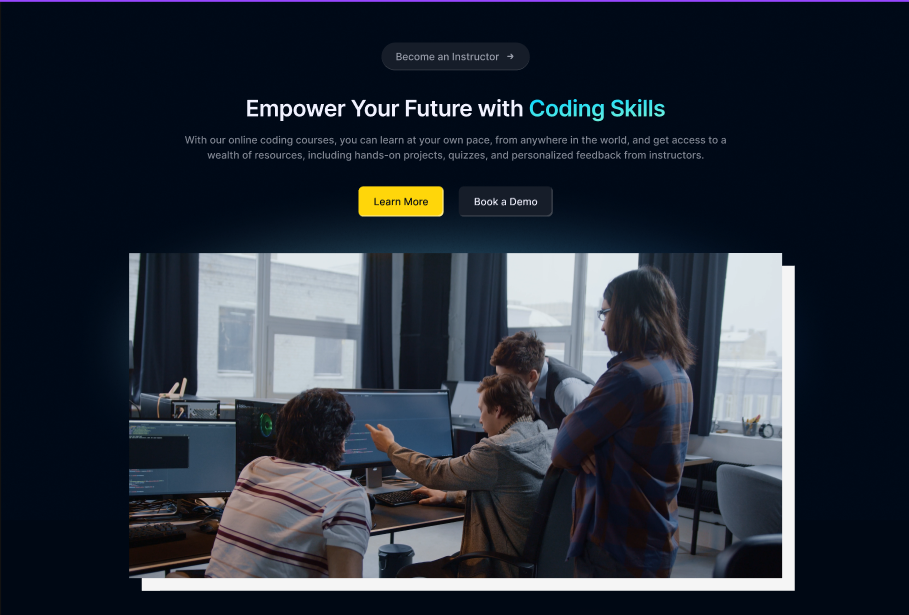 Become an Instructor →
Empower Your Future with Coding Skills
With our online coding courses, you can learn at your own pace, from anywhere in the world, and get access to a
wealth of resources, including hands-on projects, quizzes, and personalized feedback from instructors.
Learn More
Book a Demo